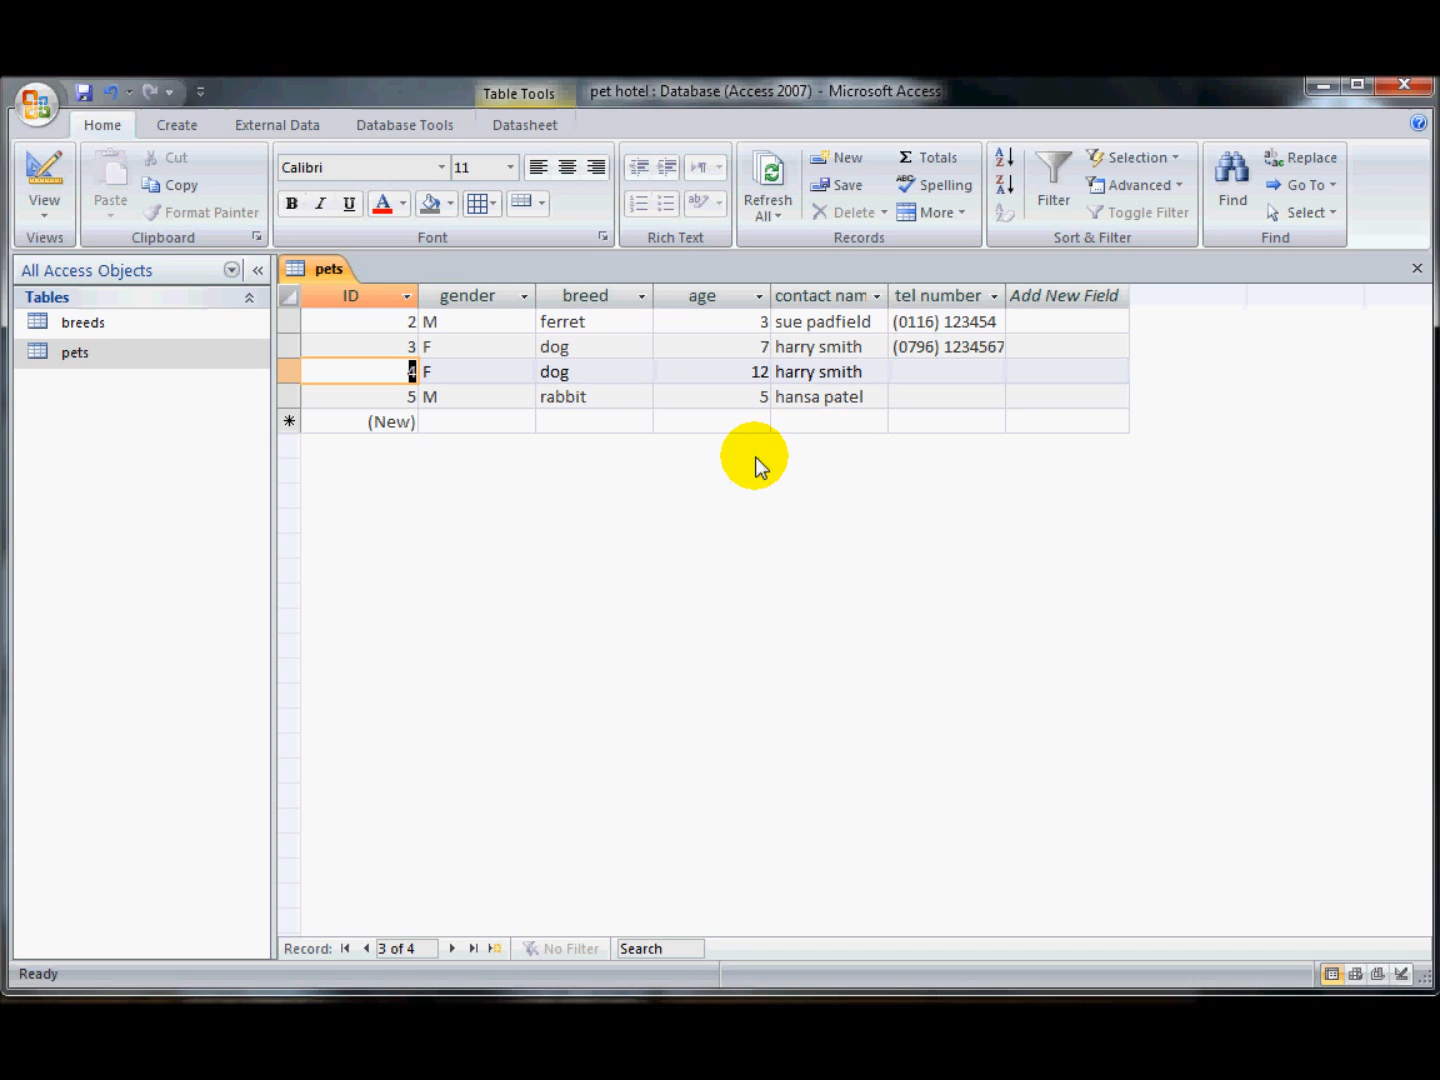 Table Tools pet hotel : Database (Access 2007) - Microsoft Access
Home Create External Data Database Tools Datasheet
View
Views
Paste
Cut
Copy
Format Painter
Clipboard
Calibri 11
B I U A
Font
Rich Text
Refresh
All
New
Save
Delete
Σ Totals
Spelling
More
Records
Filter
Selection
Advanced
Toggle Filter
Sort & Filter
Find
Replace
Go To
Select
Find
All Access Objects
Tables
breeds
pets
pets
ID gender breed age contact nam tel number Add New Field
2 M ferret 3 sue padfield (0116) 123454
3 F dog 7 harry smith (0796) 1234567
4 F dog 12 harry smith
5 M rabbit 5 hansa patel
(New)
Record: 3 of 4 No Filter Search
Ready